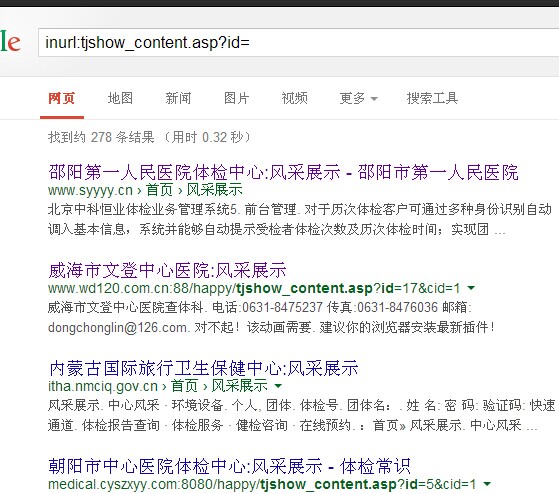 le
inurl:tjshow_content.asp?id=
网页 地图 新闻 图片 视频 更多 搜索工具
找到约 278 条结果 （用时 0.32 秒）
邵阳第一人民医院体检中心:风采展示 - 邵阳市第一人民医院
www.syyyy.cn › 首页 › 风采展示
北京中科恒业体检业务管理系统5. 前台管理. 对于历次体检客户可通过多种身份识别自动
调入基本信息，系统并能够自动提示受检者体检次数及历次体检时间；实现团 ...
威海市文登中心医院:风采展示
www.wd120.com.cn:88/happy/tjshow_content.asp?id=17&cid=1
威海市文登中心医院查体科. 电话:0631-8475237 传真:0631-8476036 邮箱:
dongchonglin@126.com. 对不起！该动画需要. 建议你的浏览器安装最新插件！
内蒙古国际旅行卫生保健中心:风采展示
itha.nmciq.gov.cn › 首页 › 风采展示
风采展示. 中心风采 · 环境设备. 个人, 团体. 体检号. 团体名：. 姓 名: 密 码: 验证码: 快速
通道. 体检报告查询 · 体检服务 · 健检咨询 · 在线预约. ：首页» 风采展示. 中心风采 ...
朝阳市中心医院体检中心:风采展示 - 体检常识
medical.cyszxyy.com:8080/happy/tjshow_content.asp?id=5&cid=1